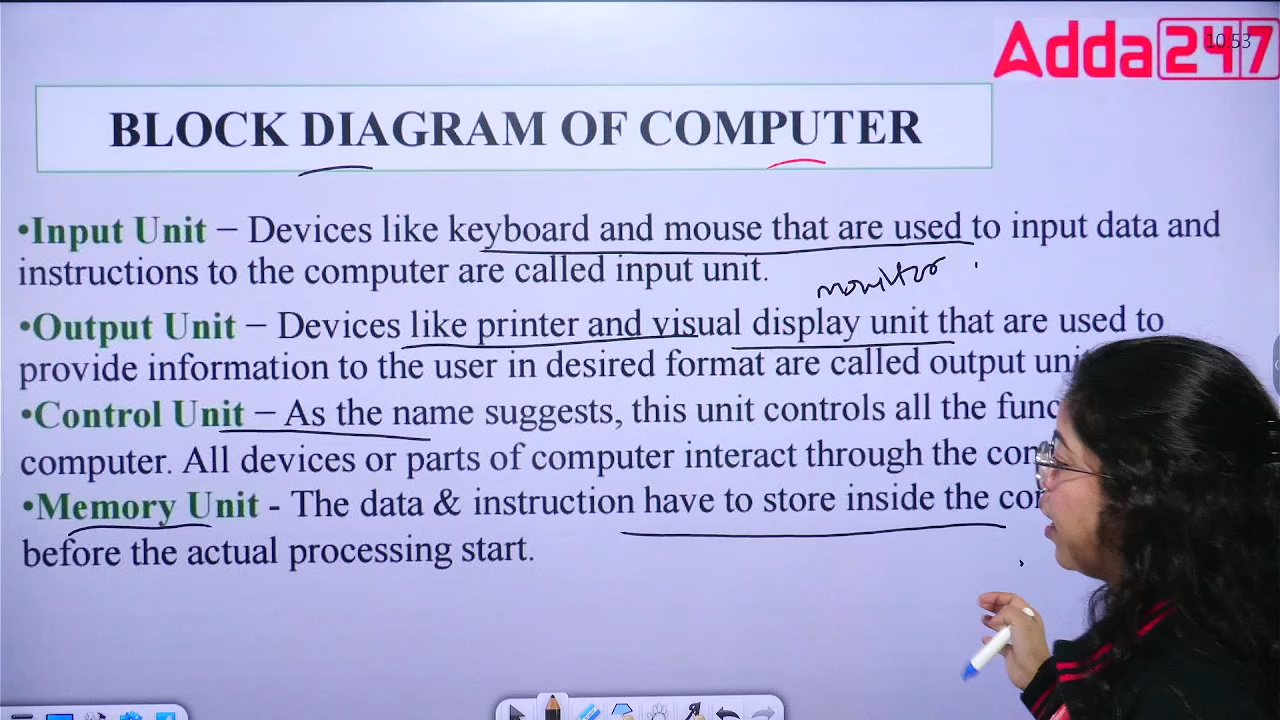 Adda247
10:53
BLOCK DIAGRAM OF COMPUTER
•Input Unit – Devices like keyboard and mouse that are used to input data and
instructions to the computer are called input unit.
monitor
•Output Unit – Devices like printer and visual display unit that are used to
provide information to the user in desired format are called output
•Control Unit – As the name suggests, this unit controls all the
computer. All devices or parts of computer interact through the
•Memory Unit - The data & instruction have to store inside the
before the actual processing start.